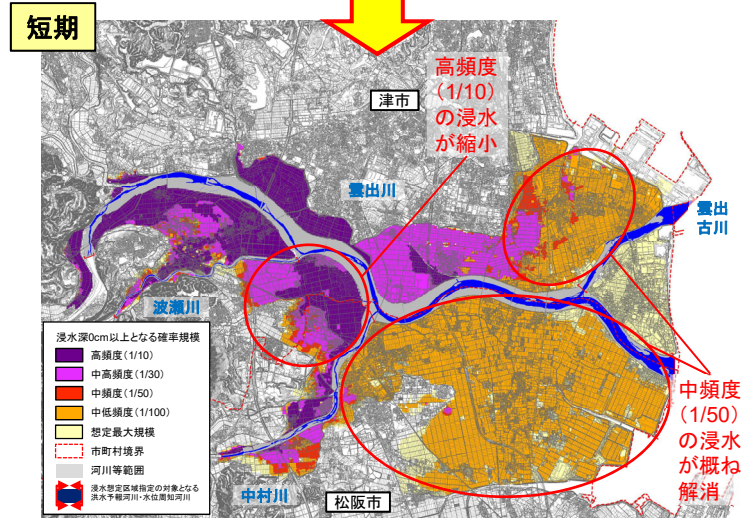 短期
高頻度
（1/10）
の浸水
が縮小
津市
雲出川
雲出
古川
波瀬川
浸水深0cm以上となる確率規模
高頻度（1/10）
中高頻度（1/30）
中頻度（1/50）
中低頻度（1/100）
想定最大規模
市町村境界
河川等範囲
浸水想定区域指定の対象となる
洪水予報河川・水位周知河川
中頻度
（1/50）
の浸水
が概ね
解消
中村川
松阪市